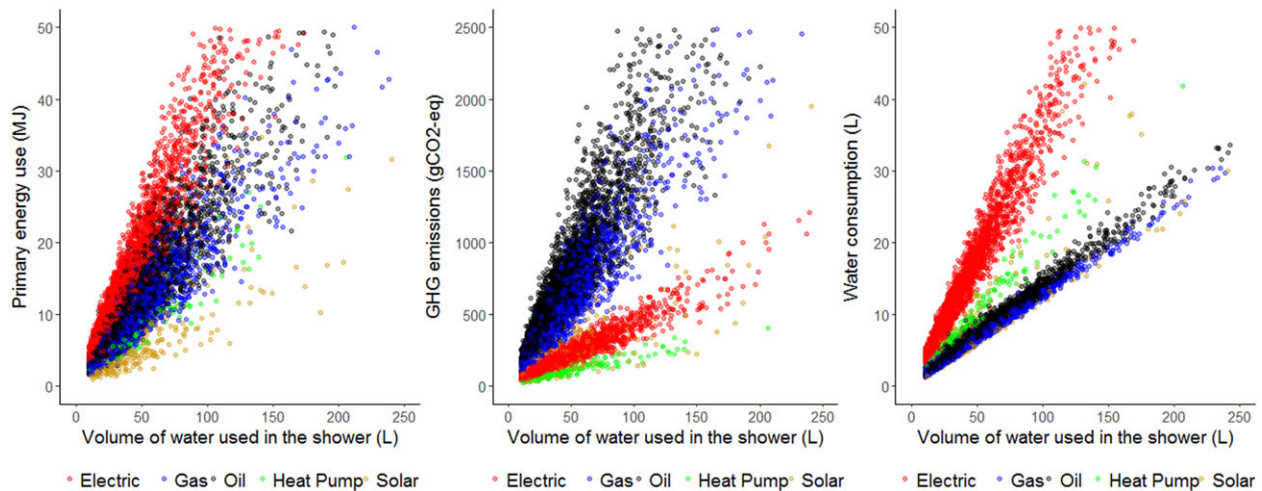 Primary energy use (MJ)
50
40
30
20
10
0
0 50 100 150 200 250
Volume of water used in the shower (L)
Electric Gas Oil Heat Pump Solar
GHG emissions (gCO2-eq)
2500
2000
1500
1000
500
0
0 50 100 150 200 250
Volume of water used in the shower (L)
Electric Gas Oil Heat Pump Solar
Water consumption (L)
50
40
30
20
10
0
0 50 100 150 200 250
Volume of water used in the shower (L)
Electric Gas Oil Heat Pump Solar